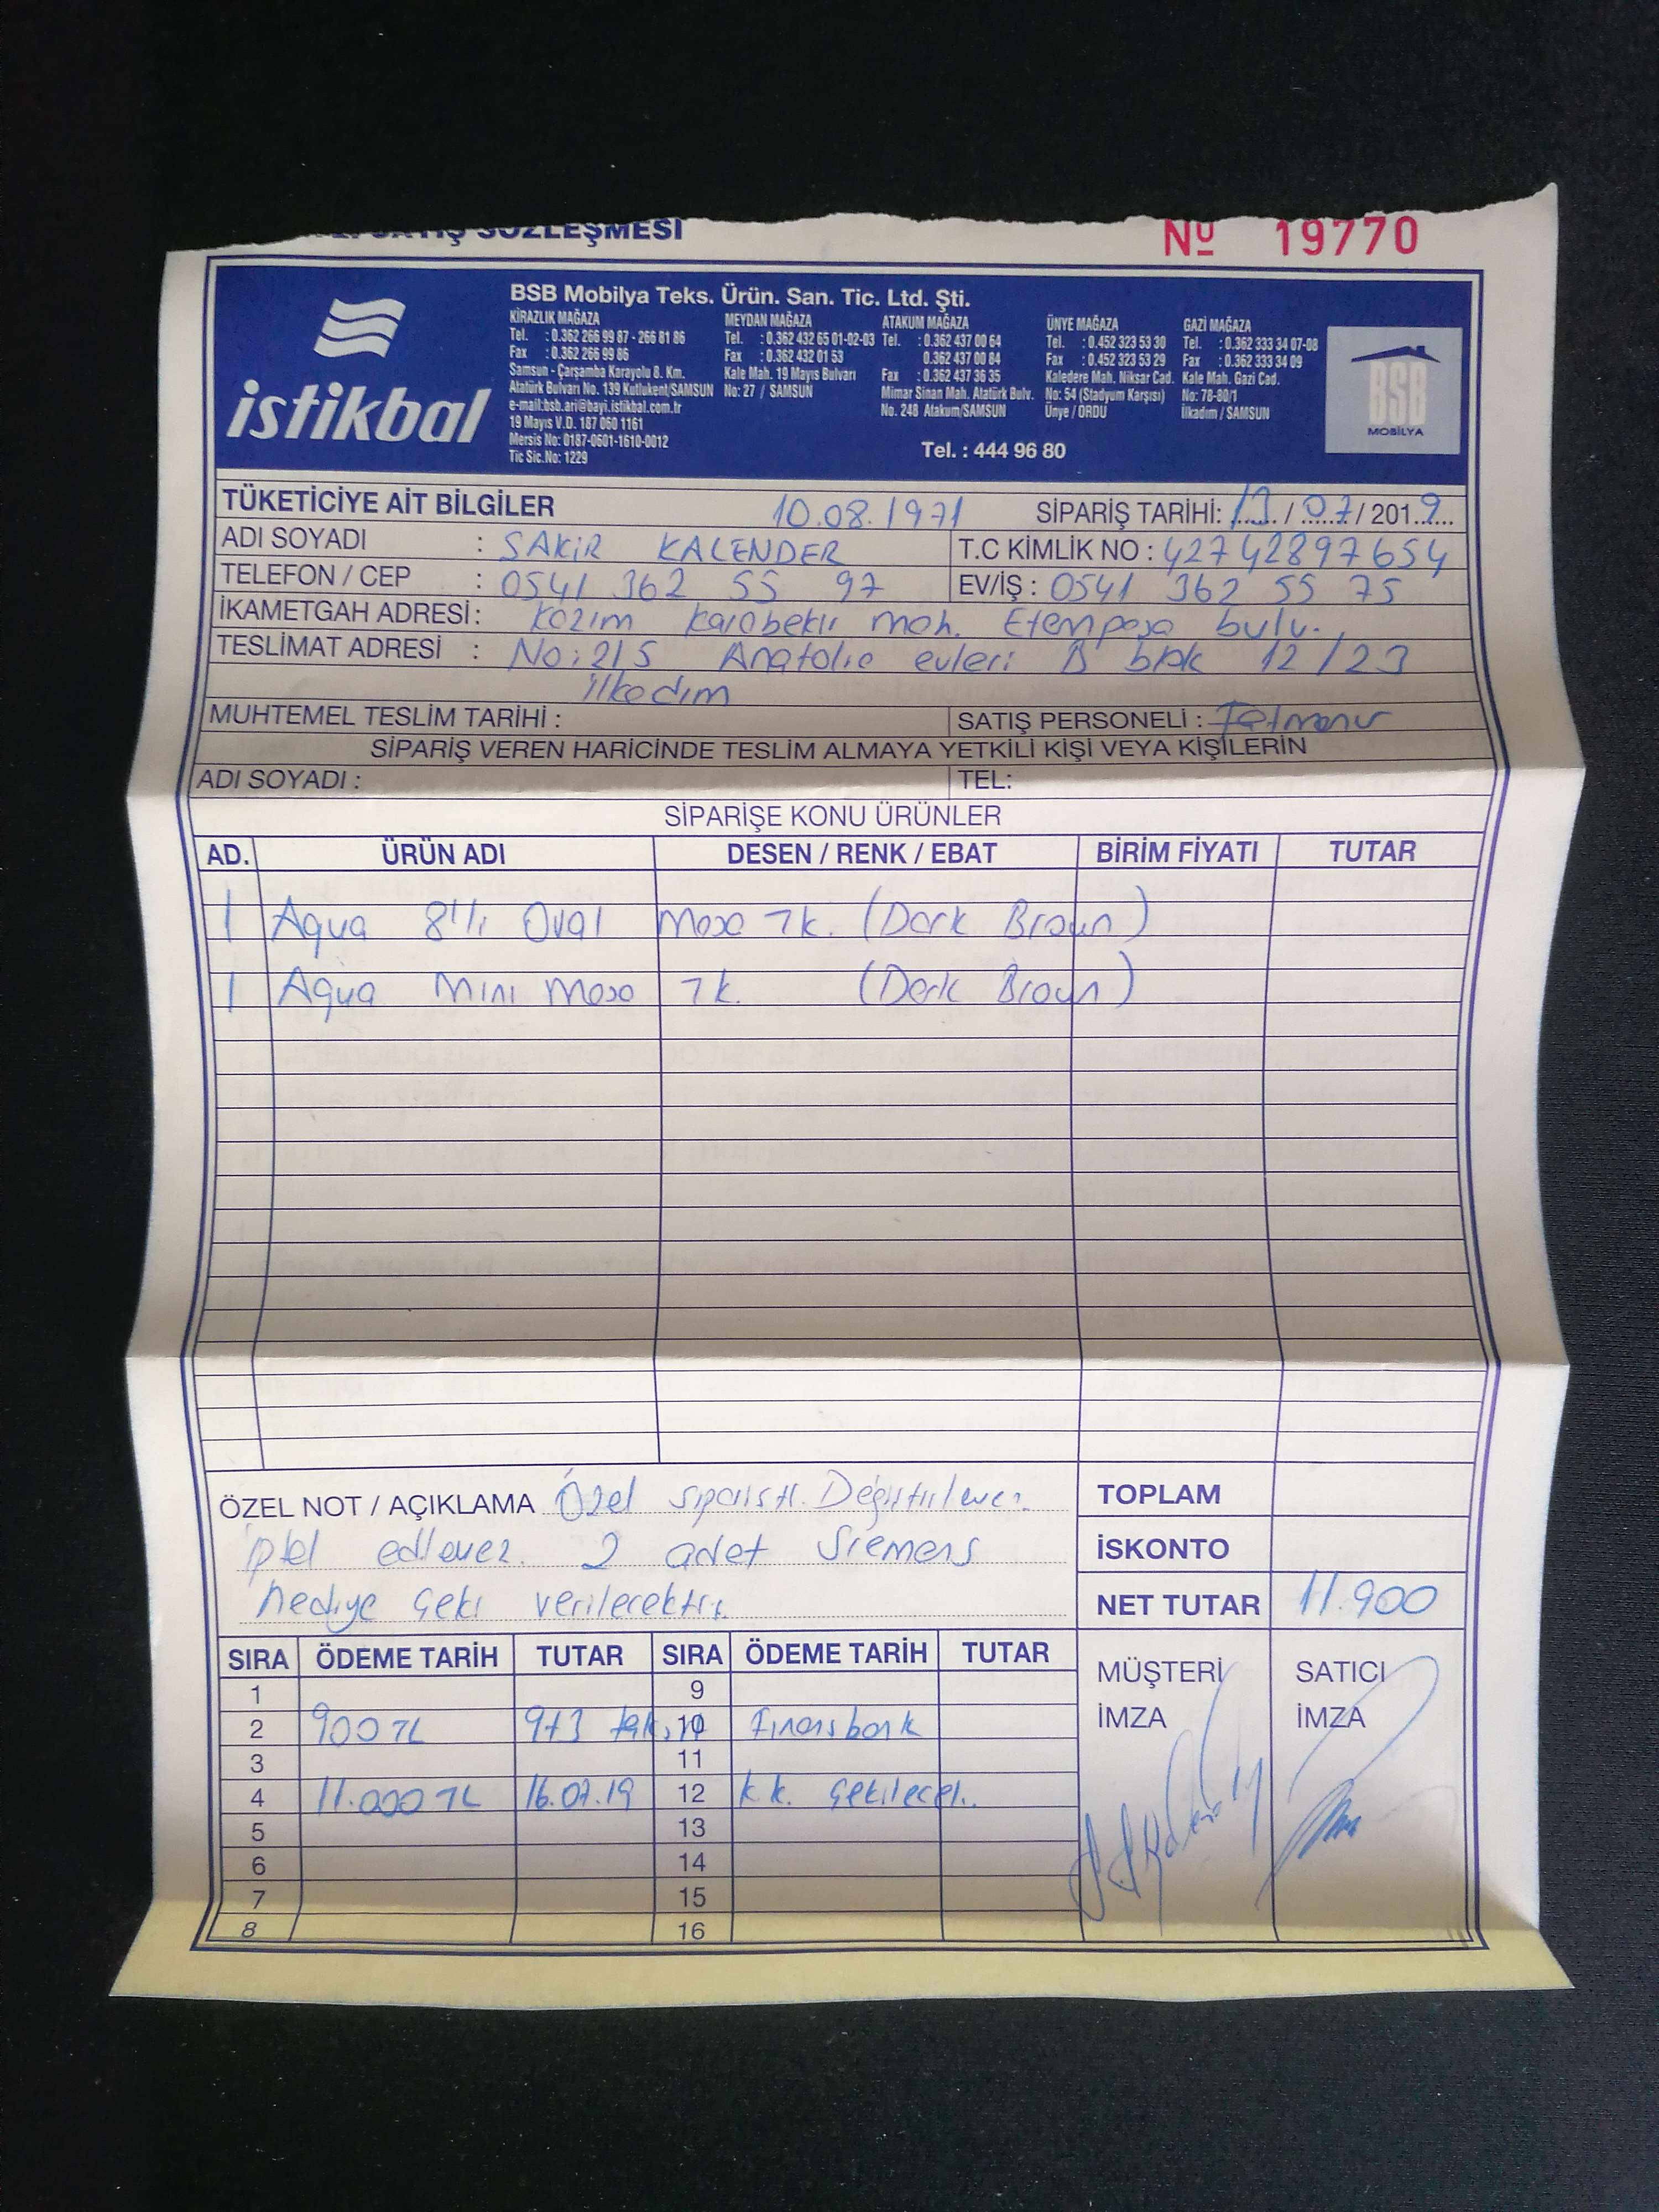 SATIŞ SÖZLEŞMESİ
Nº 19770
istikbal
BSB Mobilya Teks. Ürün. San. Tic. Ltd. Şti.
KİRAZLIK MAĞAZA
Tel. : 0.362 266 99 87 - 266 81 86
Fax : 0.362 266 99 86
Samsun - Çarşamba Karayolu 8. Km.
Atatürk Bulvarı No. 139 Kutlukent/SAMSUN
e-mail:bsb.ari@bayi.istikbal.com.tr
19 Mayıs V.D. 187 060 1161
Mersis No: 0187-0601-1610-0012
Tic Sic.No: 1229
MEYDAN MAĞAZA
Tel. : 0.362 432 65 01-02-03
Fax : 0.362 432 01 53
Kale Mah. 19 Mayıs Bulvarı
No: 27 / SAMSUN
ATAKUM MAĞAZA
Tel. : 0.362 437 00 64
0.362 437 00 84
Fax : 0.362 437 36 35
Mimar Sinan Mah. Atatürk Bulv.
No. 248 Atakum/SAMSUN
ÜNYE MAĞAZA
Tel. : 0.452 323 53 30
Fax : 0.452 323 53 29
Kaledere Mah. Niksar Cad.
No: 54 (Stadyum Karşısı)
Ünye / ORDU
GAZİ MAĞAZA
Tel. : 0.362 333 34 07-08
Fax : 0.362 333 34 09
Kale Mah. Gazi Cad.
No: 78-80/1
İlkadım / SAMSUN
Tel. : 444 96 80
BSB
MOBİLYA
TÜKETİCİYE AİT BİLGİLER 10.08.1971 SİPARİŞ TARİHİ: 13 / 07 / 2019
ADI SOYADI : ŞAKİR KALENDER T.C KİMLİK NO : 42742897654
TELEFON / CEP : 0541 362 55 97 EV/İŞ : 0541 362 55 75
İKAMETGAH ADRESİ : Kazım Karabekir mah. Etempaşa bulv.
TESLİMAT ADRESİ : No: 215 Anatolia evleri B blok 12/23
ilkadım
MUHTEMEL TESLİM TARİHİ : SATIŞ PERSONELİ : Fatmanur
SİPARİŞ VEREN HARİCİNDE TESLİM ALMAYA YETKİLİ KİŞİ VEYA KİŞİLERİN
ADI SOYADI : TEL:
SİPARİŞE KONU ÜRÜNLER
AD. ÜRÜN ADI DESEN / RENK / EBAT BİRİM FİYATI TUTAR
1 Aqua 8'li Oval Masa Tk. (Dark Brown)
1 Aqua Mini Masa Tk. (Dark Brown)
ÖZEL NOT / AÇIKLAMA Özel sipariştir. Değiştirilemez.
iptal edilemez. 2 adet Siemens
hediye çeki verilecektir.
TOPLAM
İSKONTO
NET TUTAR 11.900
SIRA ÖDEME TARİH TUTAR SIRA ÖDEME TARİH TUTAR
1 9
2 900 TL 9+3 taksit 10 Finansbank
3 11
4 11.000 TL 16.07.19 12 k.k. çekilecek.
5 13
6 14
7 15
8 16
MÜŞTERİ
İMZA
SATICI
İMZA